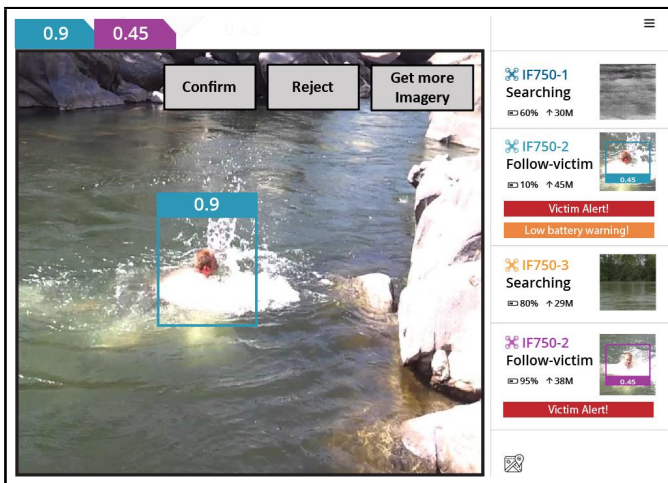 0.9
0.45
Confirm
Reject
Get more
Imagery
0.9
IF750-1
Searching
60% ↑30M
IF750-2
Follow-victim
10% ↑45M
0.45
Victim Alert!
Low battery warning!
IF750-3
Searching
80% ↑29M
IF750-2
Follow-victim
95% ↑38M
0.45
Victim Alert!